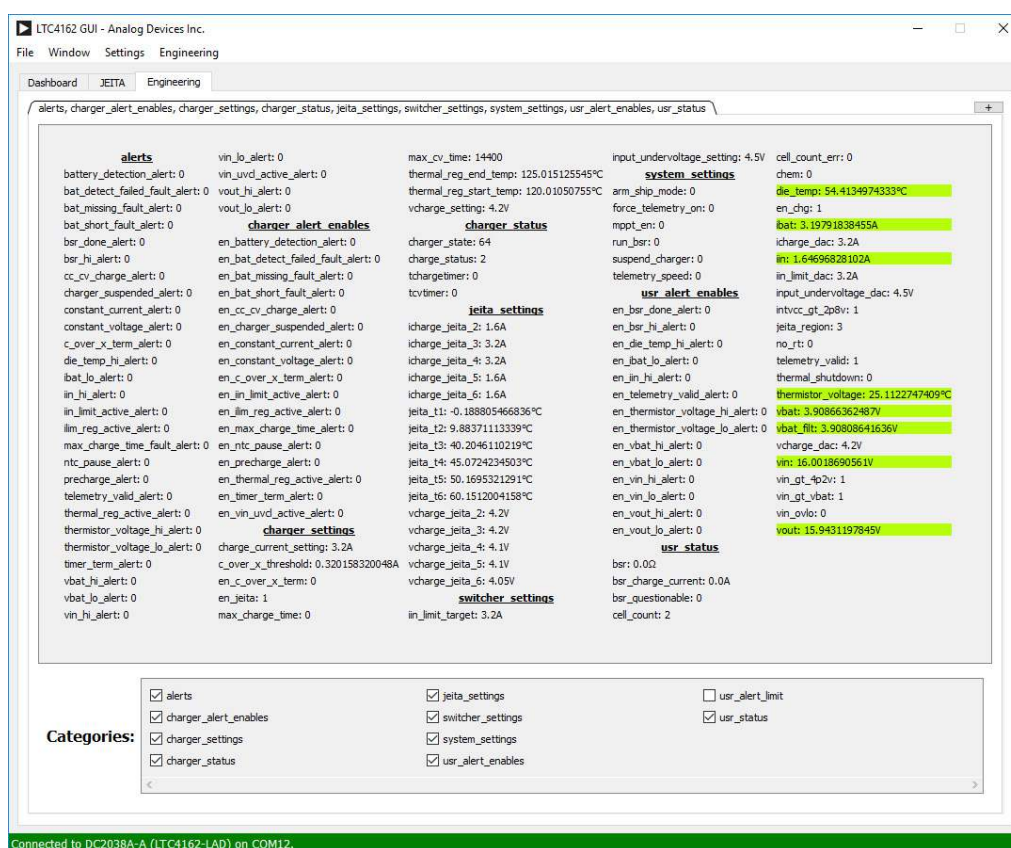 LTC4162 GUI - Analog Devices Inc.
File Window Settings Engineering
Dashboard JEITA Engineering
alerts, charger_alert_enables, charger_settings, charger_status, jeita_settings, switcher_settings, system_settings, usr_alert_enables, usr_status
+
alerts
battery_detection_alert: 0
bat_detect_failed_fault_alert: 0
bat_missing_fault_alert: 0
bat_short_fault_alert: 0
bsr_done_alert: 0
bsr_hi_alert: 0
cc_cv_charge_alert: 0
charger_suspended_alert: 0
constant_current_alert: 0
constant_voltage_alert: 0
c_over_x_term_alert: 0
die_temp_hi_alert: 0
ibat_lo_alert: 0
iin_hi_alert: 0
iin_limit_active_alert: 0
ilim_reg_active_alert: 0
max_charge_time_fault_alert: 0
ntc_pause_alert: 0
precharge_alert: 0
telemetry_valid_alert: 0
thermal_reg_active_alert: 0
thermistor_voltage_hi_alert: 0
thermistor_voltage_lo_alert: 0
timer_term_alert: 0
vbat_hi_alert: 0
vbat_lo_alert: 0
vin_hi_alert: 0
vin_lo_alert: 0
vin_uvcl_active_alert: 0
vout_hi_alert: 0
vout_lo_alert: 0
charger_alert_enables
en_battery_detection_alert: 0
en_bat_detect_failed_fault_alert: 0
en_bat_missing_fault_alert: 0
en_bat_short_fault_alert: 0
en_cc_cv_charge_alert: 0
en_charger_suspended_alert: 0
en_constant_current_alert: 0
en_constant_voltage_alert: 0
en_c_over_x_term_alert: 0
en_iin_limit_active_alert: 0
en_ilim_reg_active_alert: 0
en_max_charge_time_alert: 0
en_ntc_pause_alert: 0
en_precharge_alert: 0
en_thermal_reg_active_alert: 0
en_timer_term_alert: 0
en_vin_uvcl_active_alert: 0
charger_settings
charge_current_setting: 3.2A
c_over_x_threshold: 0.320158320048A
en_c_over_x_term: 0
en_jeita: 1
max_charge_time: 0
max_cv_time: 14400
thermal_reg_end_temp: 125.015125545°C
thermal_reg_start_temp: 120.01050755°C
vcharge_setting: 4.2V
charger_status
charger_state: 64
charge_status: 2
tchargetimer: 0
tcvtimer: 0
jeita_settings
icharge_jeita_2: 1.6A
icharge_jeita_3: 3.2A
icharge_jeita_4: 3.2A
icharge_jeita_5: 1.6A
icharge_jeita_6: 1.6A
jeita_t1: -0.188805466836°C
jeita_t2: 9.88371113339°C
jeita_t3: 40.2046110219°C
jeita_t4: 45.0724234503°C
jeita_t5: 50.1695321291°C
jeita_t6: 60.1512004158°C
vcharge_jeita_2: 4.2V
vcharge_jeita_3: 4.2V
vcharge_jeita_4: 4.1V
vcharge_jeita_5: 4.1V
vcharge_jeita_6: 4.05V
switcher_settings
iin_limit_target: 3.2A
input_undervoltage_setting: 4.5V
system_settings
arm_ship_mode: 0
force_telemetry_on: 0
mppt_en: 0
run_bsr: 0
suspend_charger: 0
telemetry_speed: 0
usr_alert_enables
en_bsr_done_alert: 0
en_bsr_hi_alert: 0
en_die_temp_hi_alert: 0
en_ibat_lo_alert: 0
en_iin_hi_alert: 0
en_telemetry_valid_alert: 0
en_thermistor_voltage_hi_alert: 0
en_thermistor_voltage_lo_alert: 0
en_vbat_hi_alert: 0
en_vbat_lo_alert: 0
en_vin_hi_alert: 0
en_vin_lo_alert: 0
en_vout_hi_alert: 0
en_vout_lo_alert: 0
usr_status
bsr: 0.0Ω
bsr_charge_current: 0.0A
bsr_questionable: 0
cell_count: 2
cell_count_err: 0
chem: 0
die_temp: 54.4134974333°C
en_chg: 1
ibat: 3.19791838455A
icharge_dac: 3.2A
iin: 1.64696828102A
iin_limit_dac: 3.2A
input_undervoltage_dac: 4.5V
intvcc_gt_2p8v: 1
jeita_region: 3
no_rt: 0
telemetry_valid: 1
thermal_shutdown: 0
thermistor_voltage: 25.1122747409°C
vbat: 3.90866362487V
vbat_filt: 3.90808641636V
vcharge_dac: 4.2V
vin: 16.0018690561V
vin_gt_4p2v: 1
vin_gt_vbat: 1
vin_ovlo: 0
vout: 15.9431197845V
Categories:
alerts
charger_alert_enables
charger_settings
charger_status
jeita_settings
switcher_settings
system_settings
usr_alert_enables
usr_alert_limit
usr_status
Connected to DC2038A-A (LTC4162-LAD) on COM12.